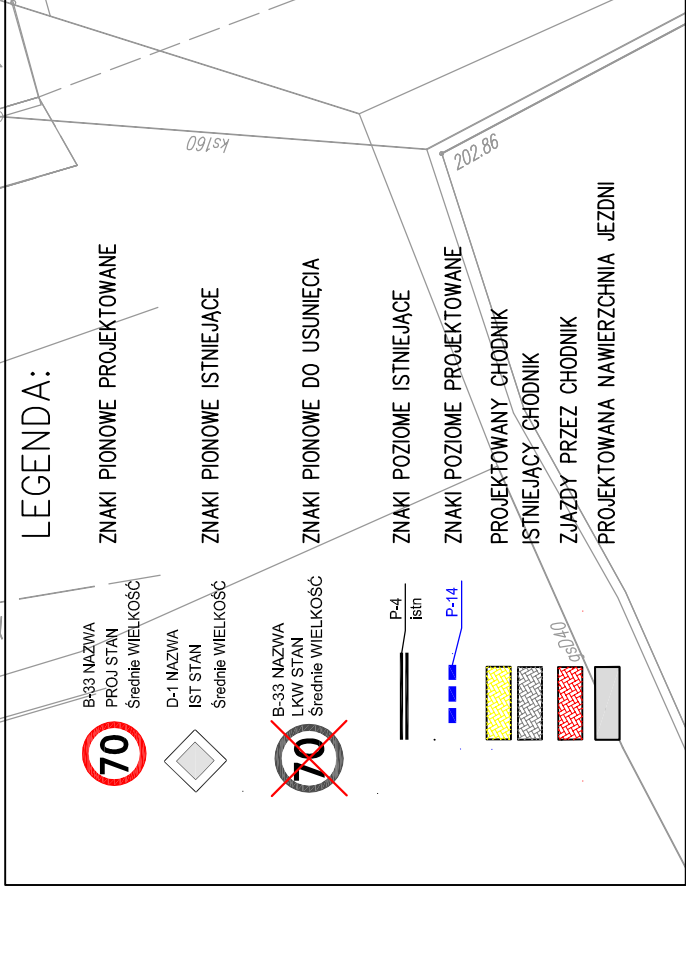 LEGENDA:
70
B-33 NAZWA
PROJ STAN
Średnie WIELKOŚĆ
ZNAKI PIONOWE PROJEKTOWANE
D-1 NAZWA
IST STAN
Średnie WIELKOŚĆ
ZNAKI PIONOWE ISTNIEJĄCE
70
B-33 NAZWA
LKW STAN
Średnie WIELKOŚĆ
ZNAKI PIONOWE DO USUNIĘCIA
P-4
istn
ZNAKI POZIOME ISTNIEJĄCE
P-14
ZNAKI POZIOME PROJEKTOWANE
PROJEKTOWANY CHODNIK
ISTNIEJĄCY CHODNIK
ZJAZDY PRZEZ CHODNIK
PROJEKTOWANA NAWIERZCHNIA JEZDNI
ks160
202.86
gsD40